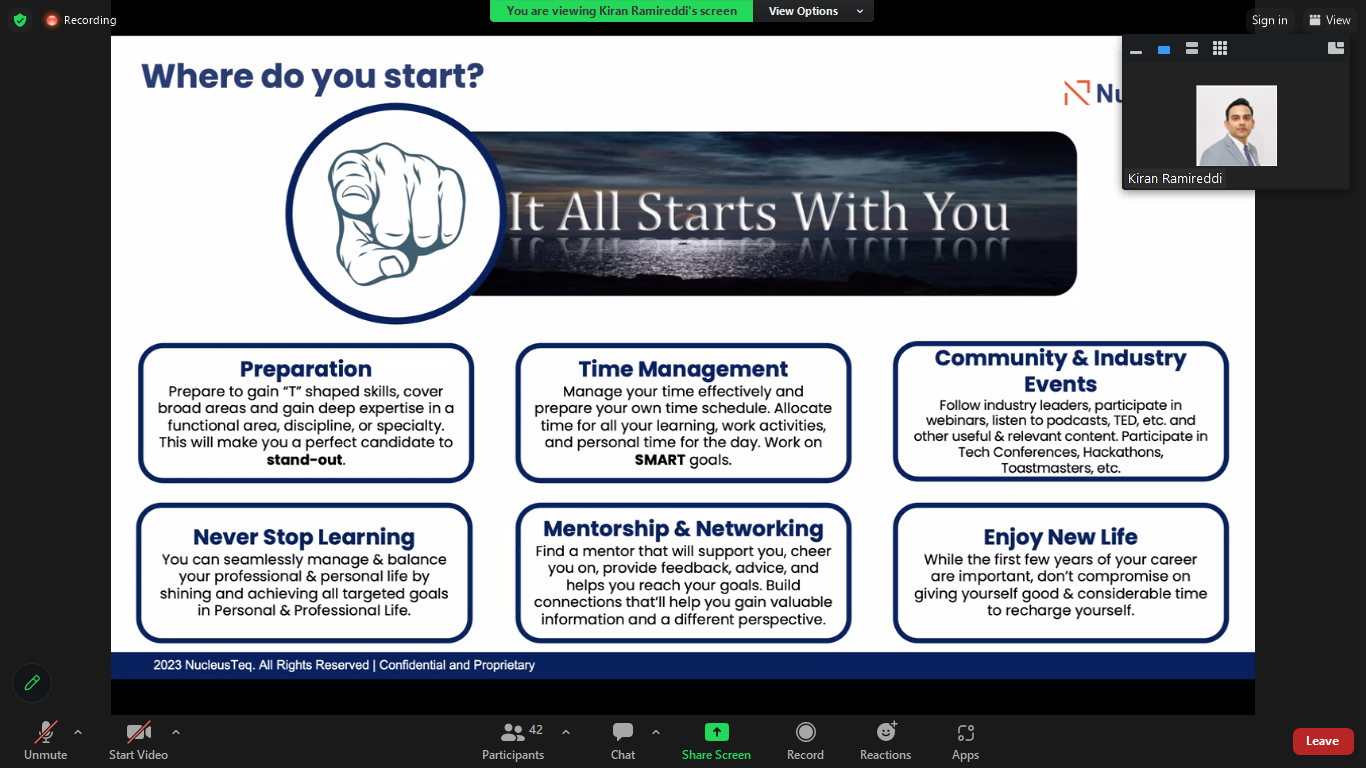 Recording
You are viewing Kiran Ramireddi's screen
View Options
Sign in
View
Where do you start?
Nu
Kiran Ramireddi
It All Starts With You
Preparation
Prepare to gain “T” shaped skills, cover
broad areas and gain deep expertise in a
functional area, discipline, or specialty.
This will make you a perfect candidate to
stand-out.
Time Management
Manage your time effectively and
prepare your own time schedule. Allocate
time for all your learning, work activities,
and personal time for the day. Work on
SMART goals.
Community & Industry
Events
Follow industry leaders, participate in
webinars, listen to podcasts, TED, etc. and
other useful & relevant content. Participate in
Tech Conferences, Hackathons,
Toastmasters, etc.
Never Stop Learning
You can seamlessly manage & balance
your professional & personal life by
shining and achieving all targeted goals
in Personal & Professional Life.
Mentorship & Networking
Find a mentor that will support you, cheer
you on, provide feedback, advice, and
helps you reach your goals. Build
connections that’ll help you gain valuable
information and a different perspective.
Enjoy New Life
While the first few years of your career
are important, don’t compromise on
giving yourself good & considerable time
to recharge yourself.
2023 NucleusTeq. All Rights Reserved | Confidential and Proprietary
Unmute
Start Video
42
Participants
Chat
Share Screen
Record
Reactions
Apps
Leave